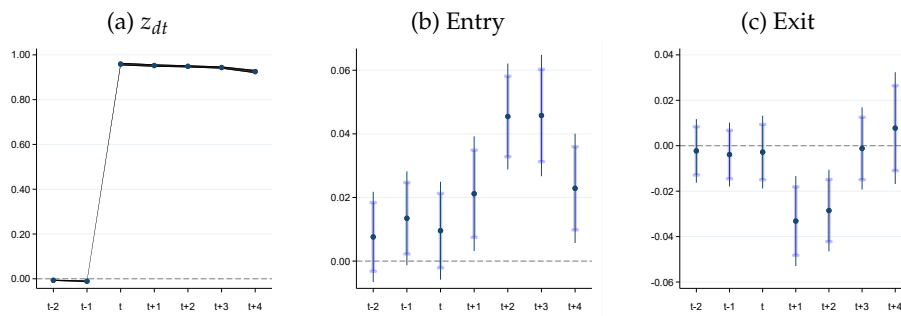 (a) z_dt
1.00
0.80
0.60
0.40
0.20
0.00
t-2 t-1 t t+1 t+2 t+3 t+4
(b) Entry
0.06
0.04
0.02
0.00
t-2 t-1 t t+1 t+2 t+3 t+4
(c) Exit
0.04
0.02
0.00
-0.02
-0.04
-0.06
t-2 t-1 t t+1 t+2 t+3 t+4